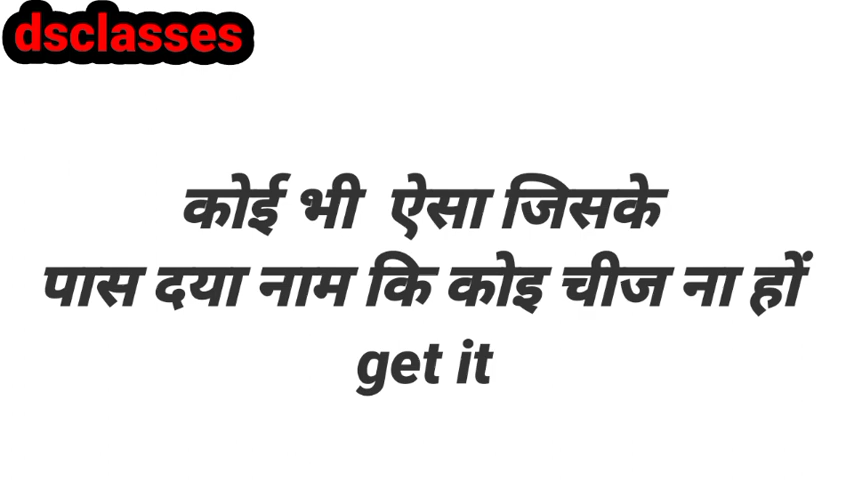 dsclasses
कोई भी ऐसा जिसके
पास दया नाम कि कोइ चीज ना हों
get it